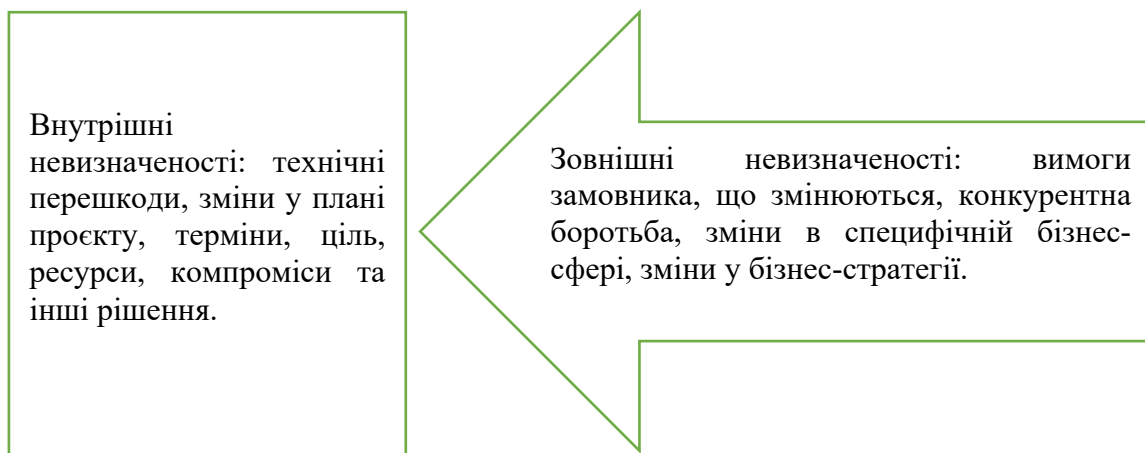 Внутрішні
невизначеності: технічні
перешкоди, зміни у плані
проєкту, терміни, ціль,
ресурси, компроміси та
інші рішення.
Зовнішні невизначеності: вимоги
замовника, що змінюються, конкурентна
боротьба, зміни в специфічній бізнес-
сфері, зміни у бізнес-стратегії.